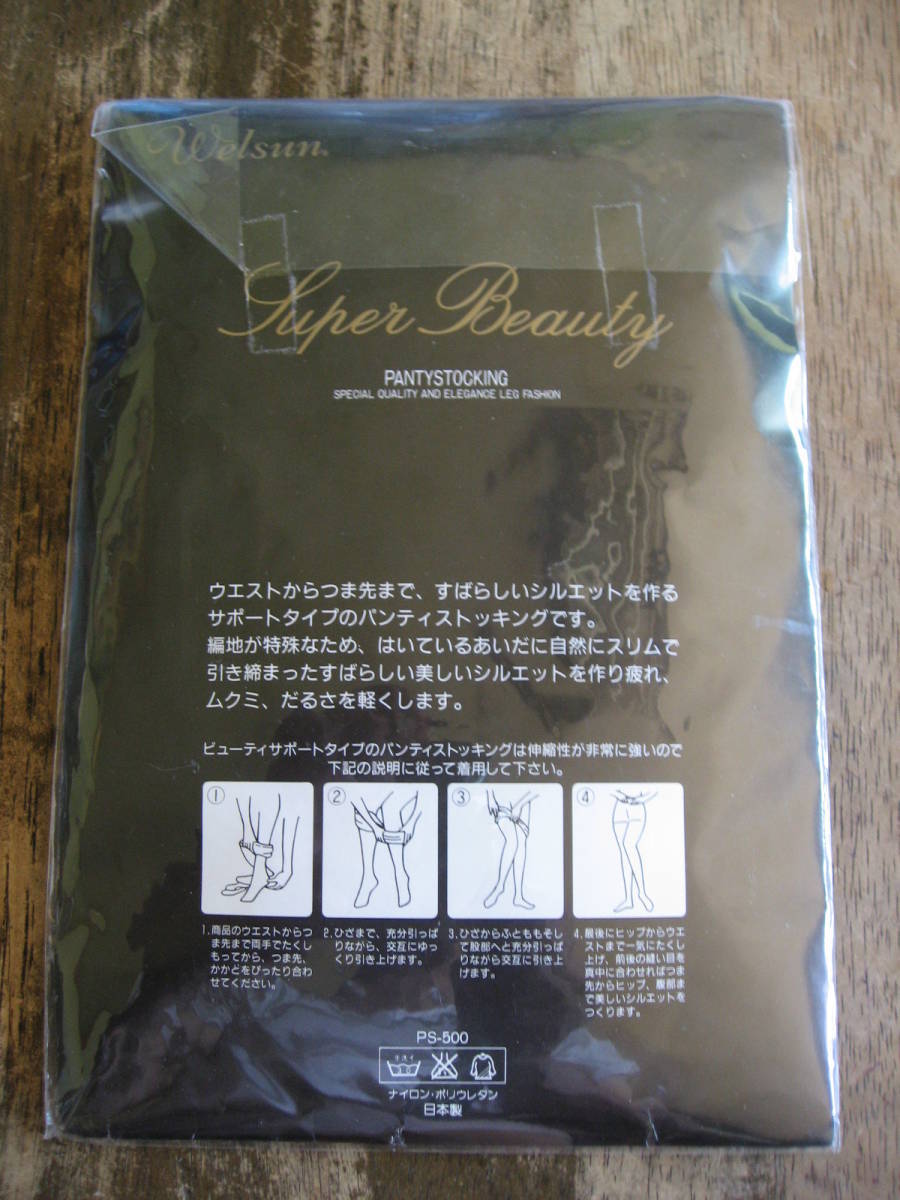 Welsun
Super Beauty
PANTYSTOCKING
SPECIAL QUALITY AND ELEGANCE LEG FASHION
ウエストからつま先まで、すばらしいシルエットを作る
サポートタイプのパンティストッキングです。
編地が特殊なため、はいているあいだに自然にスリムで
引き締まったすばらしい美しいシルエットを作り疲れ、
ムクミ、だるさを軽くします。
ビューティサポートタイプのパンティストッキングは伸縮性が非常に強いので
下記の説明に従って着用して下さい。
① ② ③ ④
1.商品のウエストからつ
ま先まで両手でたくし
もってから、つま先、
かかとをぴったり合わ
せてください。
2.ひざまで、充分引っぱ
りながら、交互にゆっ
くり引き上げます。
3.ひざからふとももそし
て股部へと充分引っぱ
りながら交互に引き上
げます。
4.最後にヒップからウエ
ストまで一気にたくし
上げ、前後の縫い目を
真中に合わせればつま
先からヒップ、腹部ま
で美しいシルエットを
つくります。
PS-500
ナイロン・ポリウレタン
日本製